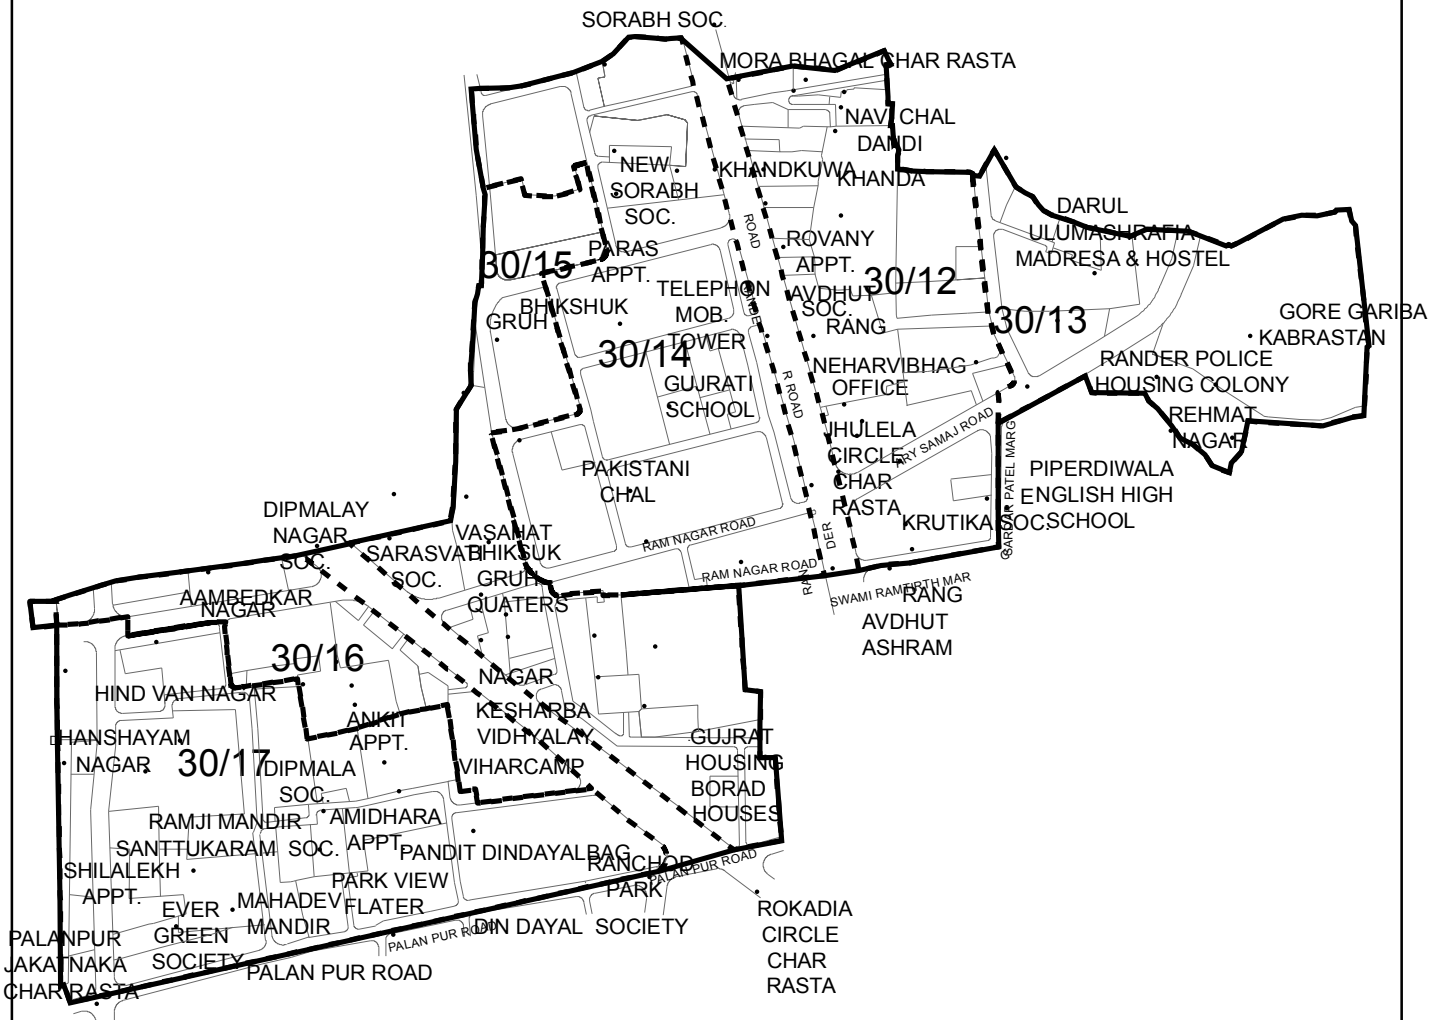 SORABH SOC.
MORA BHAGAL CHAR RASTA
NAVI CHAL
DANDI
NEW
SORABH
SOC.
KHANDKUWA
KHANDA
DARUL
ULUMASHRAFIA
MADRESA & HOSTEL
ROAD
ROVANY
APPT.
PARAS
APPT.
30/15
30/12
30/13
BHIKSHUK
GRUH
TELEPHON
MOB.
TOWER
AVDHUT
SOC.
RANG
GORE GARIBA
KABRASTAN
30/14
NEHARVIBHAG
OFFICE
RANDER POLICE
HOUSING COLONY
R ROAD
GUJRATI
SCHOOL
REHMAT
NAGAR
JHULELA
CIRCLE
CHAR
RASTA
ARY SAMAJ ROAD
SARDAR PATEL MARG
PAKISTANI
CHAL
PIPERDIWALA
ENGLISH HIGH
SCHOOL
KRUTIKA SOC.
DIPMALAY
NAGAR
SOC.
SARASVATI
SOC.
VASAHAT
BHIKSUK
GRUH
QUATERS
RAM NAGAR ROAD
RAM NAGAR ROAD
DER
RAN
SWAMI RAMTIRTH MAR
RANG
AVDHUT
ASHRAM
AAMBEDKAR
NAGAR
30/16
HIND VAN NAGAR
NAGAR
KESHARBA
VIDHYALAY
VIHARCAMP
ANKIT
APPT.
HANSHAYAM
NAGAR
30/17
DIPMALA
SOC.
GUJRAT
HOUSING
BORAD
HOUSES
RAMJI MANDIR
SANTTUKARAM SOC.
AMIDHARA
APPT.
PANDIT DINDAYALBAG
RANCHOD
PARK
PALAN PUR ROAD
SHILALEKH
APPT.
PARK VIEW
FLATER
MAHADEV
MANDIR
EVER
GREEN
SOCIETY
DIN DAYAL SOCIETY
PALAN PUR ROAD
ROKADIA
CIRCLE
CHAR
RASTA
PALANPUR
JAKATNAKA
CHAR RASTA
PALAN PUR ROAD